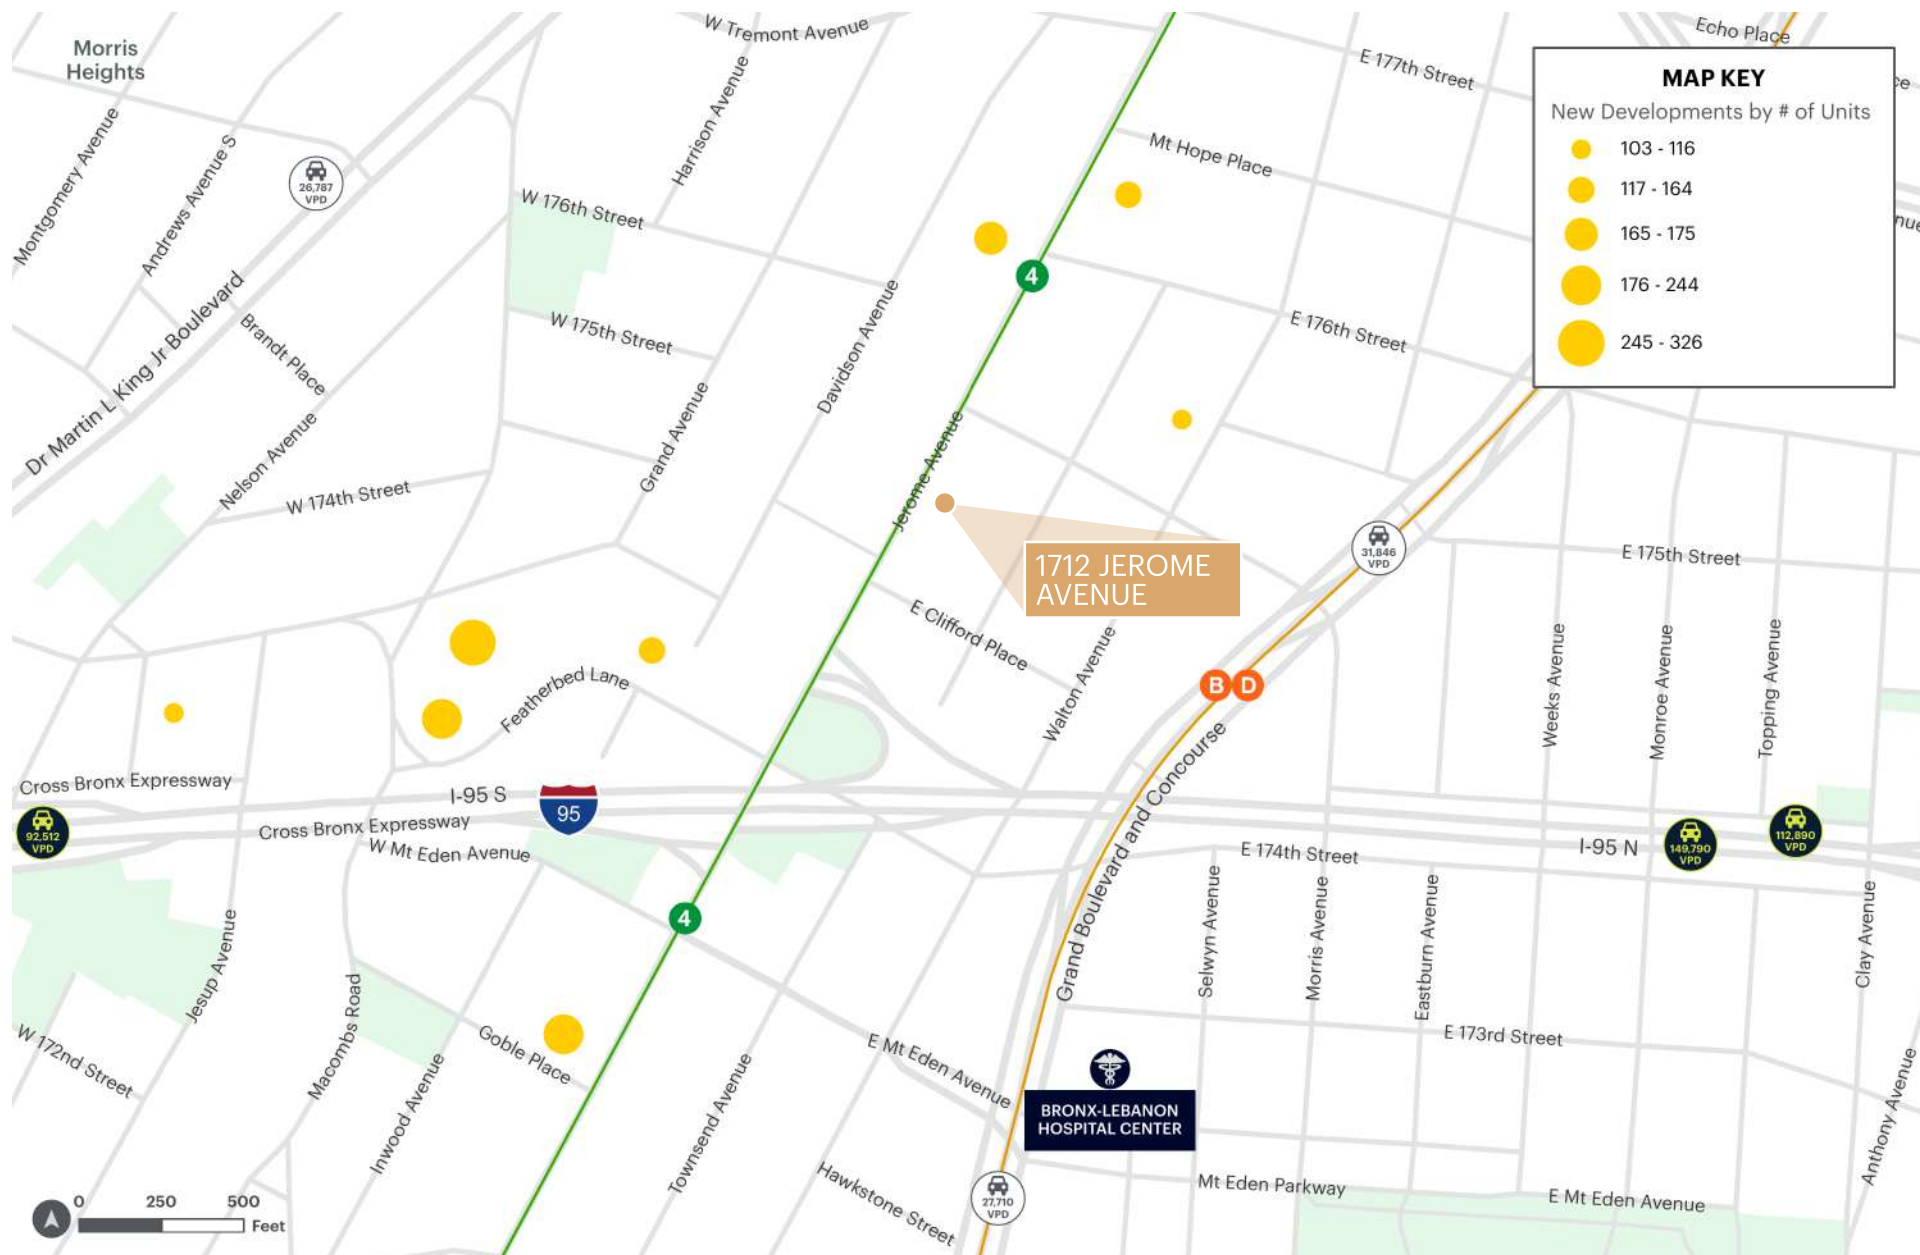 W Tremont Avenue
Echo Place
Morris
Heights
E 177th Street
MAP KEY
New Developments by # of Units
103 - 116
117 - 164
165 - 175
176 - 244
245 - 326
Montgomery Avenue
Andrews Avenue S
Harrison Avenue
Mt Hope Place
26,787
VPD
W 176th Street
4
Dr Martin L King Jr Boulevard
Brandt Place
W 175th Street
Davidson Avenue
E 176th Street
Nelson Avenue
Grand Avenue
Jerome Avenue
W 174th Street
1712 JEROME
AVENUE
31,846
VPD
E 175th Street
E Clifford Place
Walton Avenue
B
D
Weeks Avenue
Monroe Avenue
Topping Avenue
Featherbed Lane
Cross Bronx Expressway
I-95 S
95
92,512
VPD
Cross Bronx Expressway
W Mt Eden Avenue
Grand Boulevard and Concourse
E 174th Street
I-95 N
149,790
VPD
112,890
VPD
4
Jesup Avenue
Selwyn Avenue
Morris Avenue
Eastburn Avenue
Clay Avenue
W 172nd Street
Macombs Road
Goble Place
Inwood Avenue
Townsend Avenue
E Mt Eden Avenue
E 173rd Street
BRONX-LEBANON
HOSPITAL CENTER
Anthony Avenue
Hawkstone Street
27,710
VPD
Mt Eden Parkway
E Mt Eden Avenue
0 250 500
Feet